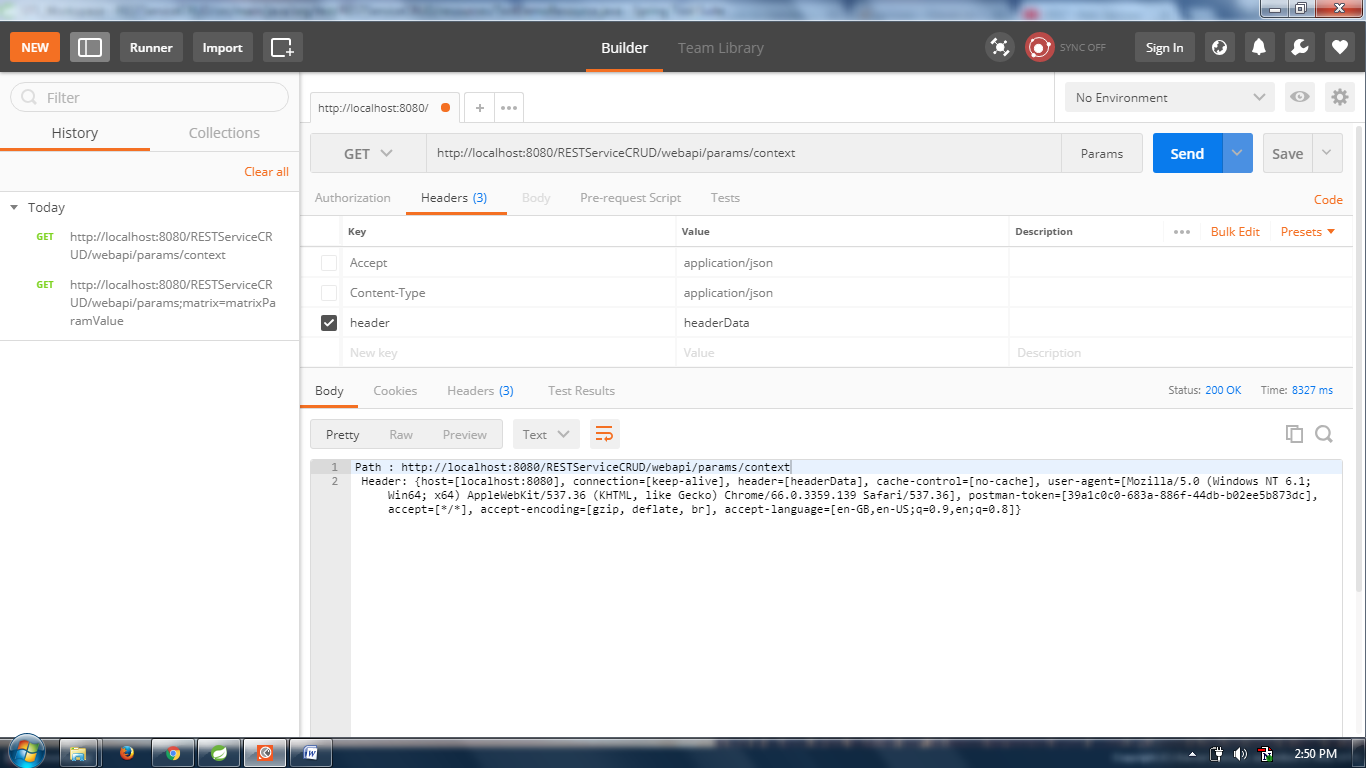 NEW
Runner
Import
Builder
Team Library
SYNC OFF
Sign In
Filter
History
Collections
Clear all
Today
GET
http://localhost:8080/RESTServiceCR
UD/webapi/params/context
GET
http://localhost:8080/RESTServiceCR
UD/webapi/params;matrix=matrixPa
ramValue
http://localhost:8080/
No Environment
GET
http://localhost:8080/RESTServiceCRUD/webapi/params/context
Params
Send
Save
Authorization
Headers (3)
Body
Pre-request Script
Tests
Code
Key
Value
Description
Bulk Edit
Presets
Accept
application/json
Content-Type
application/json
header
headerData
New key
Value
Description
Body
Cookies
Headers (3)
Test Results
Status: 200 OK
Time: 8327 ms
Pretty
Raw
Preview
Text
1 Path : http://localhost:8080/RESTServiceCRUD/webapi/params/context
2 Header: {host=[localhost:8080], connection=[keep-alive], header=[headerData], cache-control=[no-cache], user-agent=[Mozilla/5.0 (Windows NT 6.1;
Win64; x64) AppleWebKit/537.36 (KHTML, like Gecko) Chrome/66.0.3359.139 Safari/537.36], postman-token=[39a1c0c0-683a-886f-44db-b02ee5b873dc],
accept=[*/*], accept-encoding=[gzip, deflate, br], accept-language=[en-GB,en-US;q=0.9,en;q=0.8]}
2:50 PM